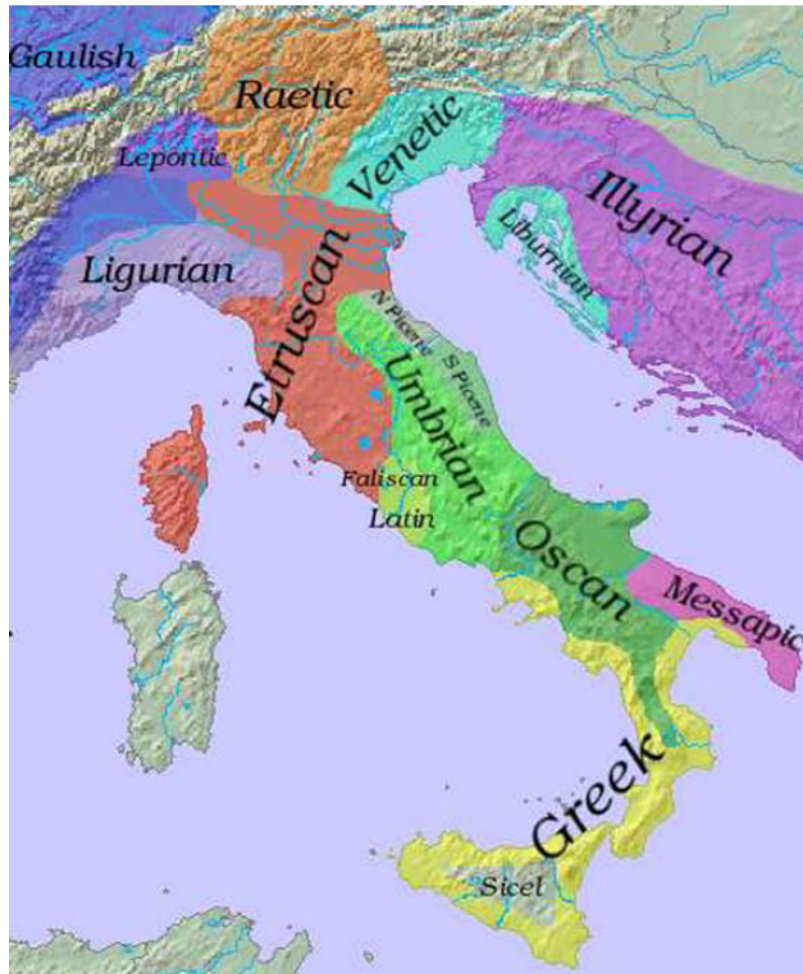 Gaulish
Raetic
Lepontic
Venetic
Illyrian
Liburnian
Ligurian
Etruscan
N Picene
S Picene
Umbrian
Faliscan
Latin
Oscan
Messapic
Greek
Sicel